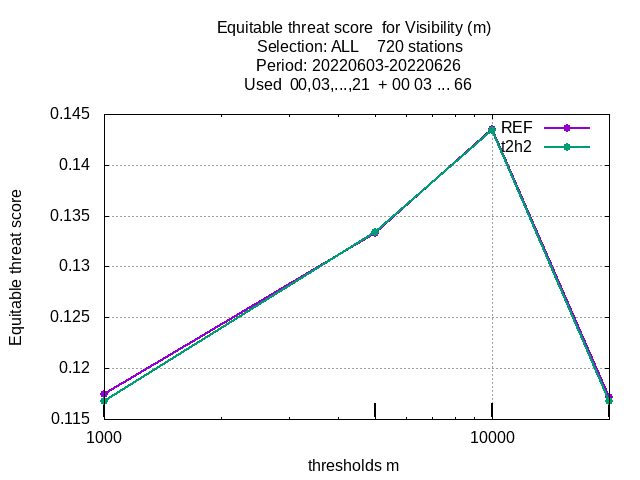 Equitable threat score  for Visibility (m)
Selection: ALL    720 stations
Period: 20220603-20220626
Used  00,03,...,21  + 00 03 ... 66
0.145
0.14
0.135
0.13
0.125
0.12
0.115
Equitable threat score
REF
t2h2
1000
10000
thresholds m